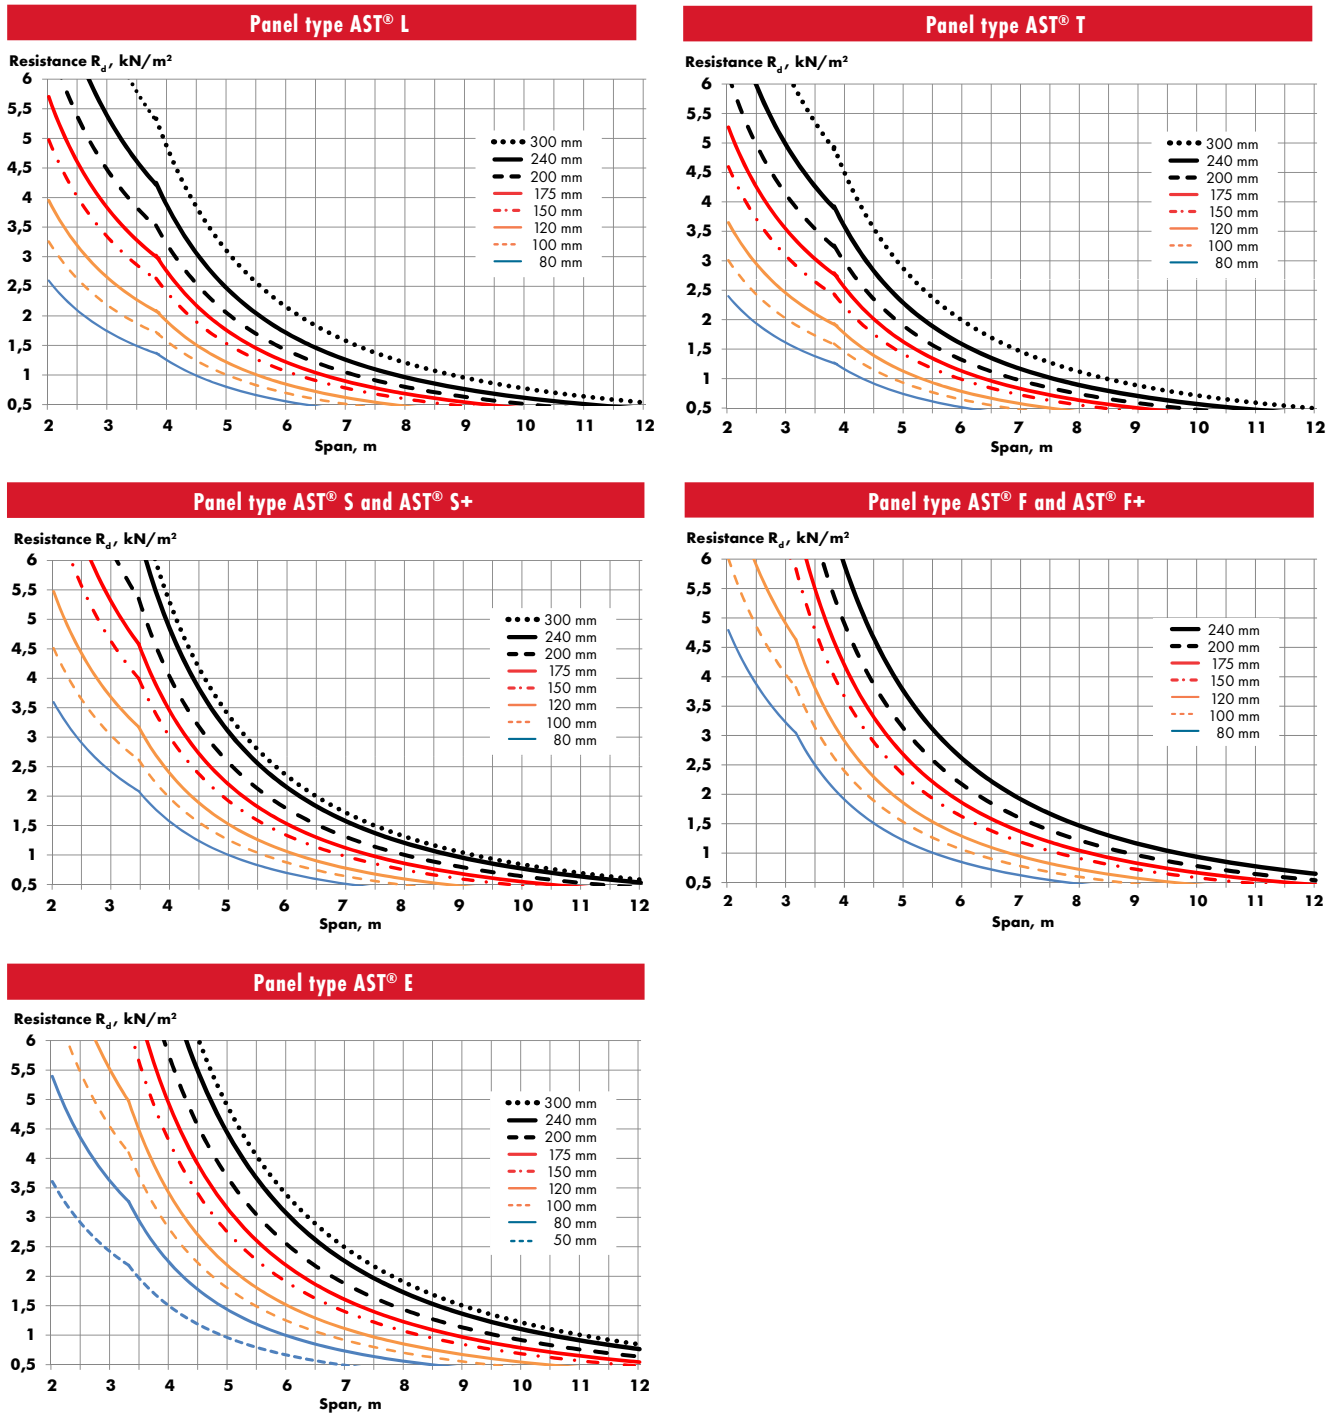 Panel type AST® L
Resistance Rd, kN/m²
6
5,5
5
4,5
4
3,5
3
2,5
2
1,5
1
0,5
2 3 4 5 6 7 8 9 10 11 12
Span, m
300 mm
240 mm
200 mm
175 mm
150 mm
120 mm
100 mm
80 mm
Panel type AST® T
Resistance Rd, kN/m²
6
5,5
5
4,5
4
3,5
3
2,5
2
1,5
1
0,5
2 3 4 5 6 7 8 9 10 11 12
Span, m
300 mm
240 mm
200 mm
175 mm
150 mm
120 mm
100 mm
80 mm
Panel type AST® S and AST® S+
Resistance Rd, kN/m²
6
5,5
5
4,5
4
3,5
3
2,5
2
1,5
1
0,5
2 3 4 5 6 7 8 9 10 11 12
Span, m
300 mm
240 mm
200 mm
175 mm
150 mm
120 mm
100 mm
80 mm
Panel type AST® F and AST® F+
Resistance Rd, kN/m²
6
5,5
5
4,5
4
3,5
3
2,5
2
1,5
1
0,5
2 3 4 5 6 7 8 9 10 11 12
Span, m
240 mm
200 mm
175 mm
150 mm
120 mm
100 mm
80 mm
Panel type AST® E
Resistance Rd, kN/m²
6
5,5
5
4,5
4
3,5
3
2,5
2
1,5
1
0,5
2 3 4 5 6 7 8 9 10 11 12
Span, m
300 mm
240 mm
200 mm
175 mm
150 mm
120 mm
100 mm
80 mm
50 mm